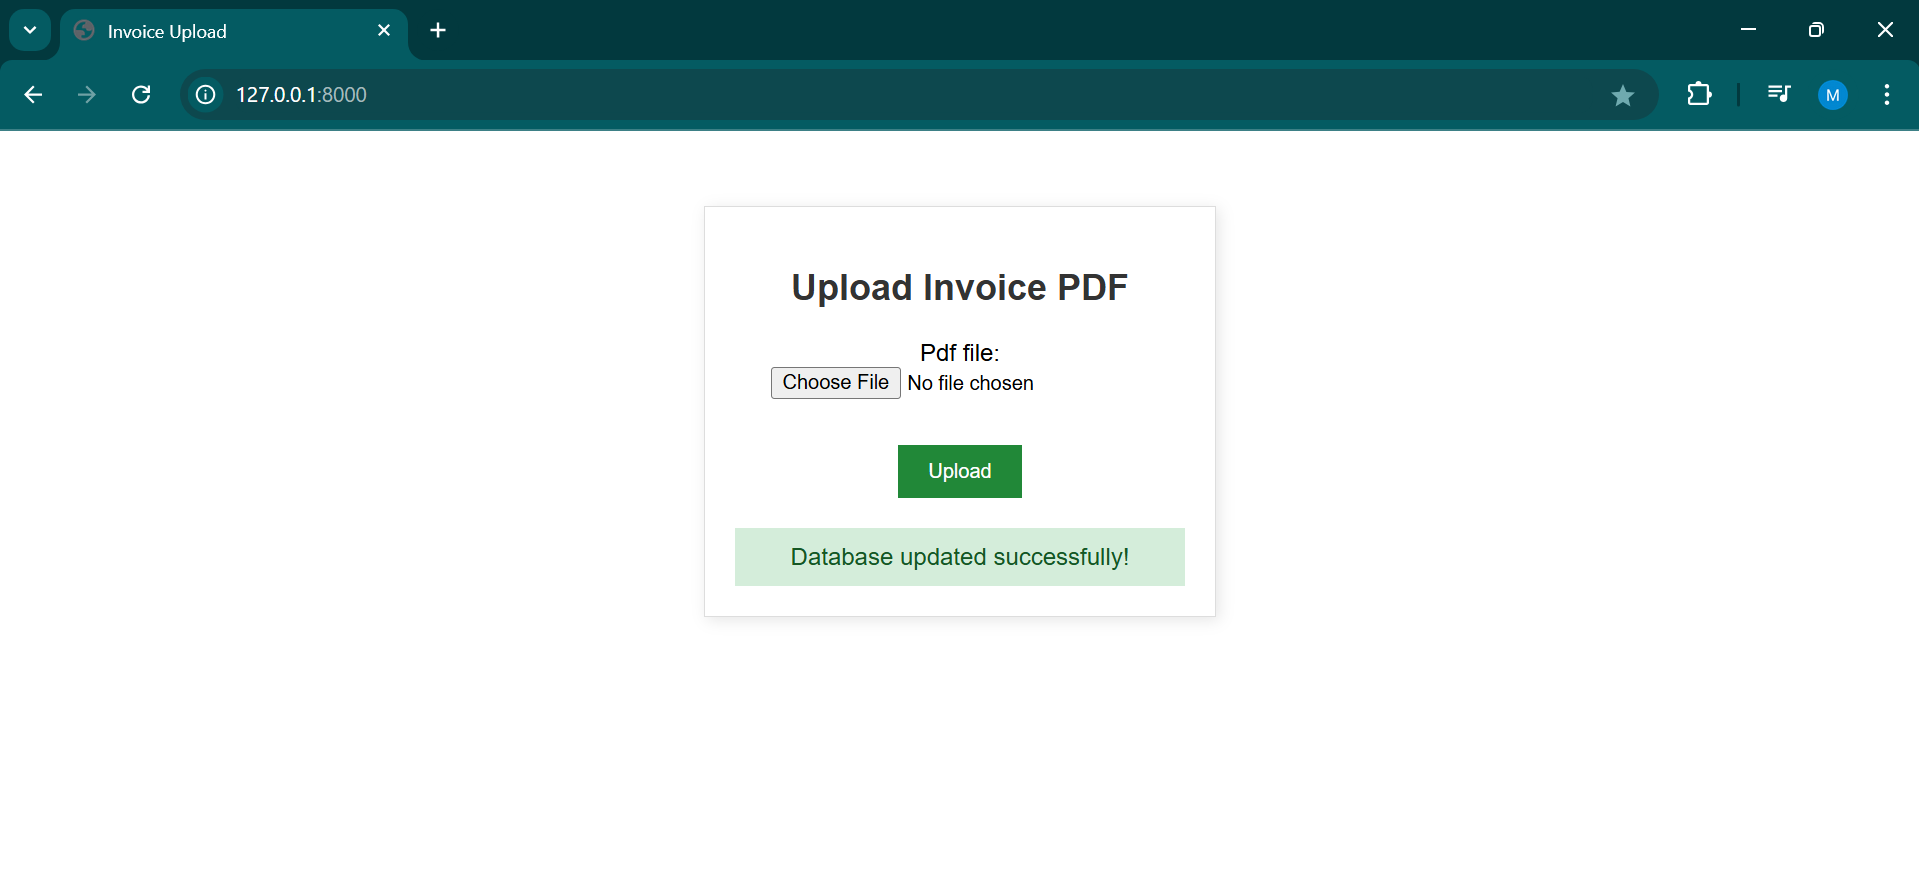 Invoice Upload
127.0.0.1:8000
M
Upload Invoice PDF
Pdf file:
Choose File No file chosen
Upload
Database updated successfully!